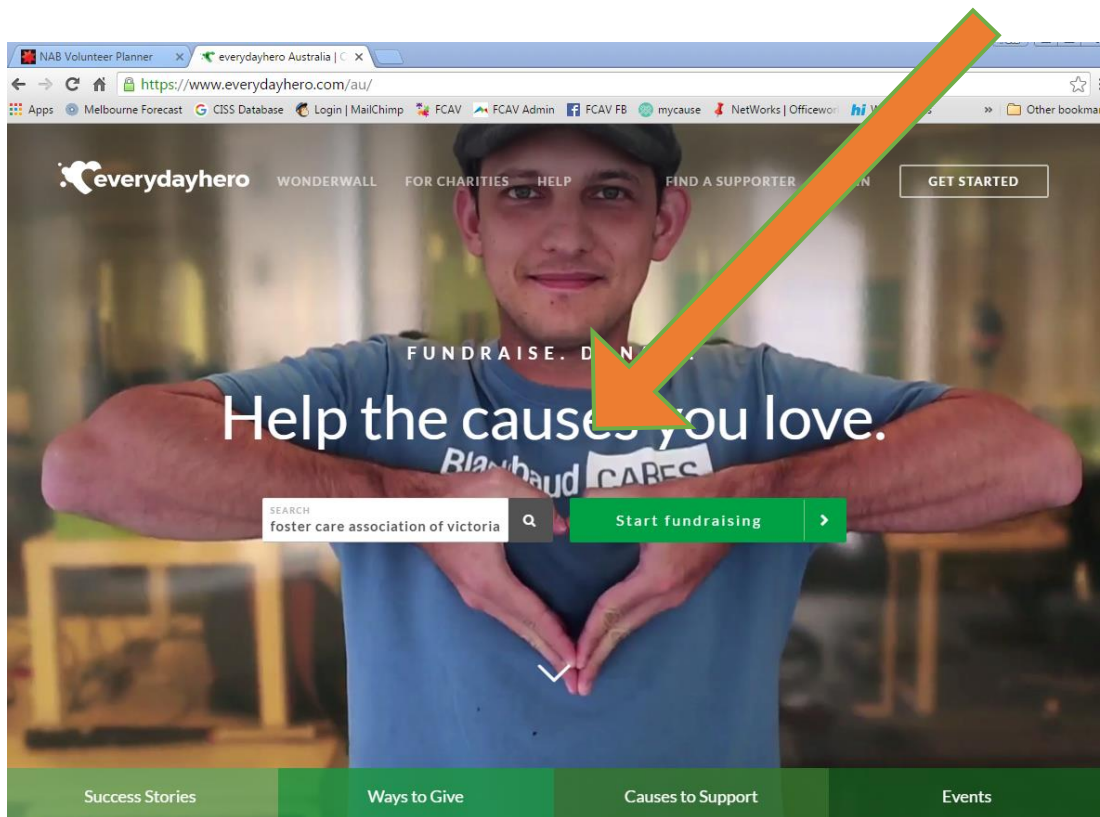 NAB Volunteer Planner everydayhero Australia | C
https://www.everydayhero.com/au/
Apps Melbourne Forecast CISS Database Login | MailChimp FCAV FCAV Admin FCAV FB mycause NetWorks | Officewor hi » Other bookmar
everydayhero WONDERWALL FOR CHARITIES HELP FIND A SUPPORTER GET STARTED
FUNDRAISE.
Help the causes you love.
CARES
SEARCH
foster care association of victoria Start fundraising
Success Stories Ways to Give Causes to Support Events